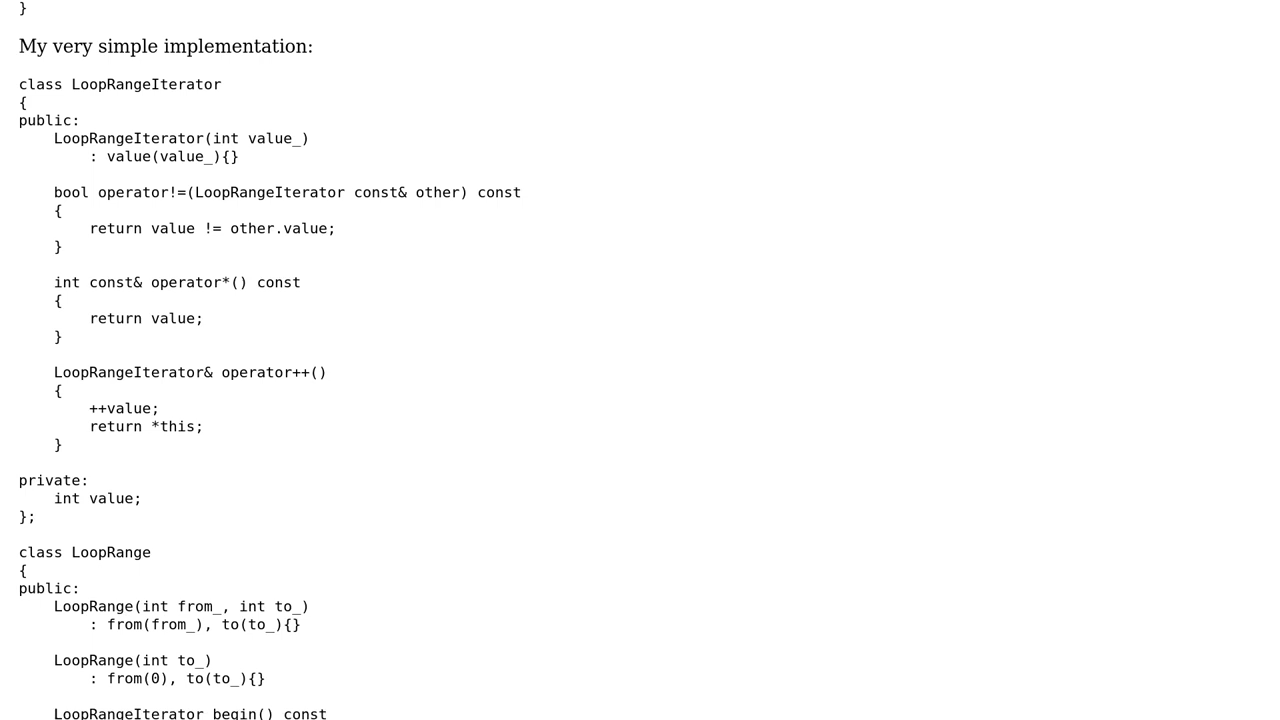 }
My very simple implementation:
class LoopRangeIterator
{
public:
    LoopRangeIterator(int value_)
        : value(value_){}

    bool operator!=(LoopRangeIterator const& other) const
    {
        return value != other.value;
    }

    int const& operator*() const
    {
        return value;
    }

    LoopRangeIterator& operator++()
    {
        ++value;
        return *this;
    }

private:
    int value;
};

class LoopRange
{
public:
    LoopRange(int from_, int to_)
        : from(from_), to(to_){}

    LoopRange(int to_)
        : from(0), to(to_){}

    LoopRangeIterator begin() const